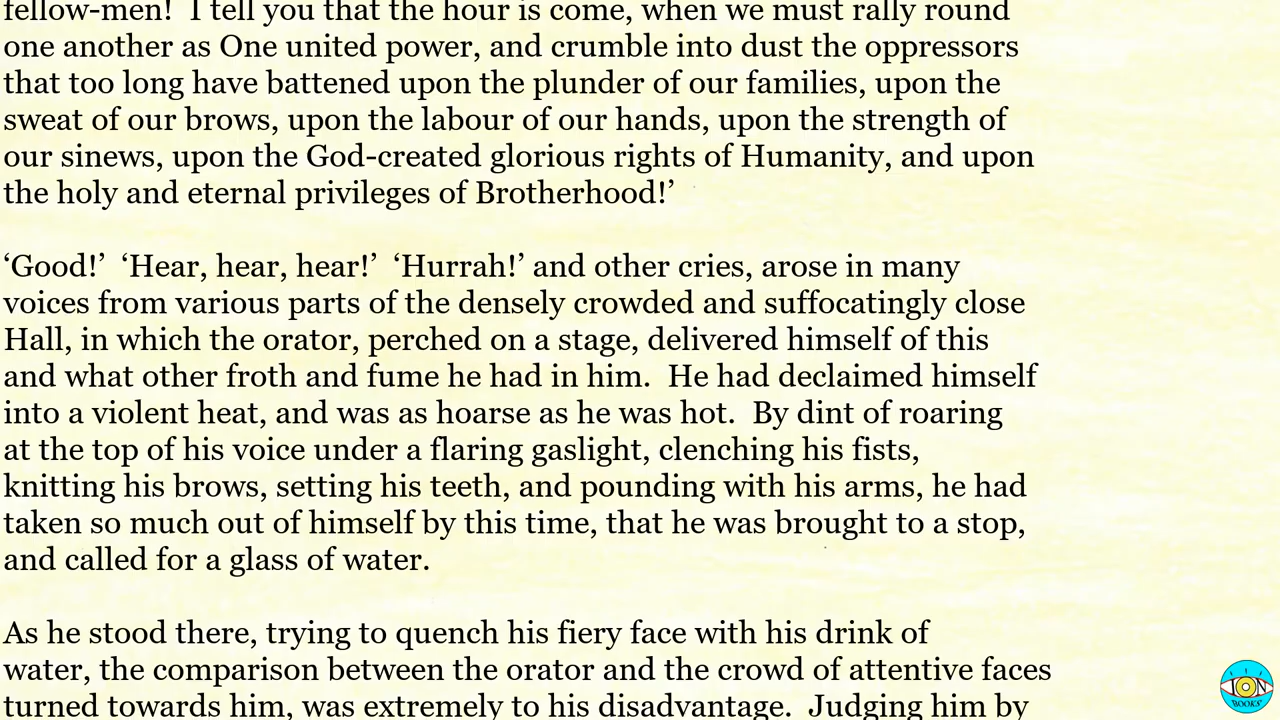 fellow-men!  I tell you that the hour is come, when we must rally round
one another as One united power, and crumble into dust the oppressors
that too long have battened upon the plunder of our families, upon the
sweat of our brows, upon the labour of our hands, upon the strength of
our sinews, upon the God-created glorious rights of Humanity, and upon
the holy and eternal privileges of Brotherhood!’
‘Good!’  ‘Hear, hear, hear!’  ‘Hurrah!’ and other cries, arose in many
voices from various parts of the densely crowded and suffocatingly close
Hall, in which the orator, perched on a stage, delivered himself of this
and what other froth and fume he had in him.  He had declaimed himself
into a violent heat, and was as hoarse as he was hot.  By dint of roaring
at the top of his voice under a flaring gaslight, clenching his fists,
knitting his brows, setting his teeth, and pounding with his arms, he had
taken so much out of himself by this time, that he was brought to a stop,
and called for a glass of water.
As he stood there, trying to quench his fiery face with his drink of
water, the comparison between the orator and the crowd of attentive faces
turned towards him, was extremely to his disadvantage.  Judging him by
ION
BOOKS